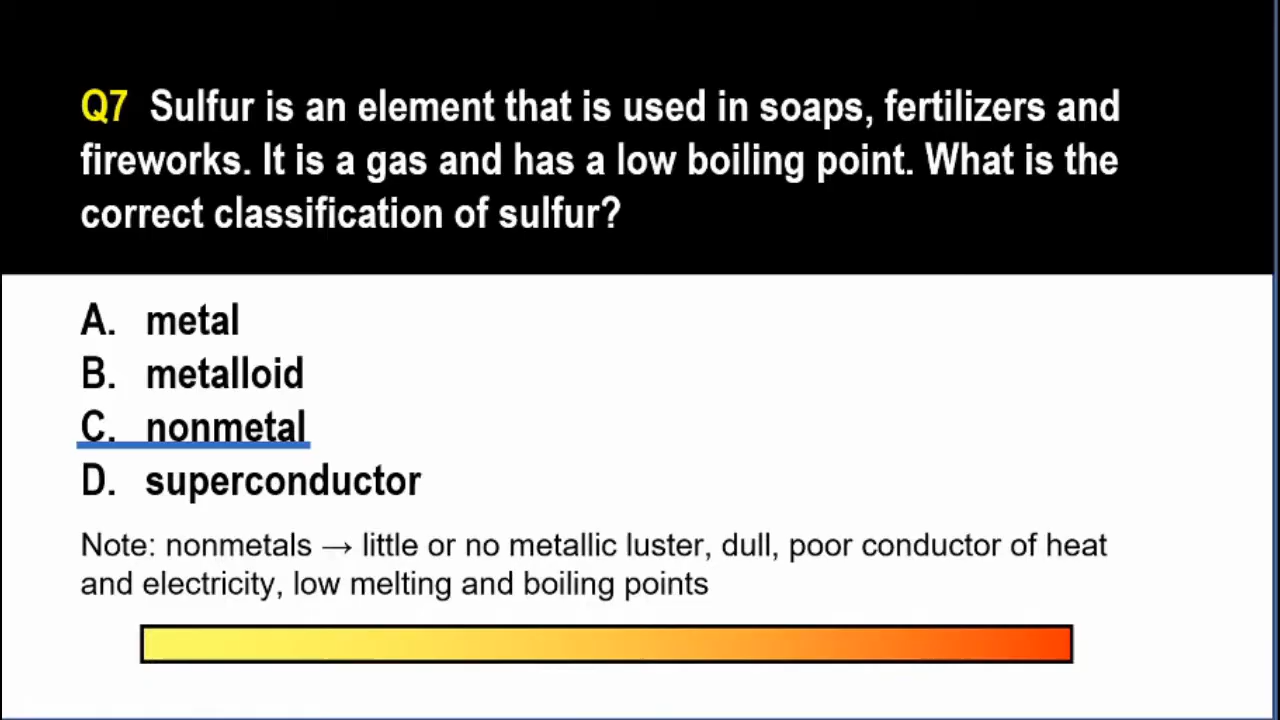 Q7 Sulfur is an element that is used in soaps, fertilizers and
fireworks. It is a gas and has a low boiling point. What is the
correct classification of sulfur?
A. metal
B. metalloid
C. nonmetal
D. superconductor
Note: nonmetals → little or no metallic luster, dull, poor conductor of heat
and electricity, low melting and boiling points